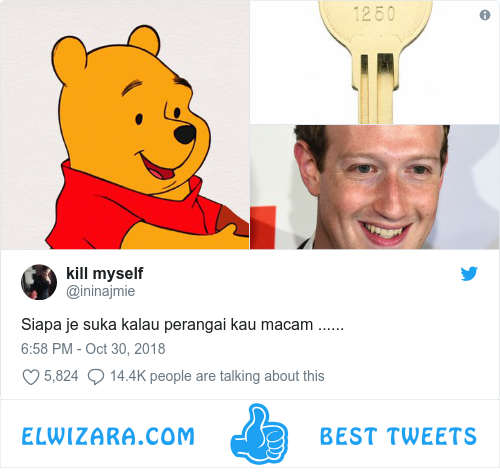 1250
kill myself
@ininajmie
Siapa je suka kalau perangai kau macam ......
6:58 PM - Oct 30, 2018
5,824 14.4K people are talking about this
ELWIZARA.COM BEST TWEETS